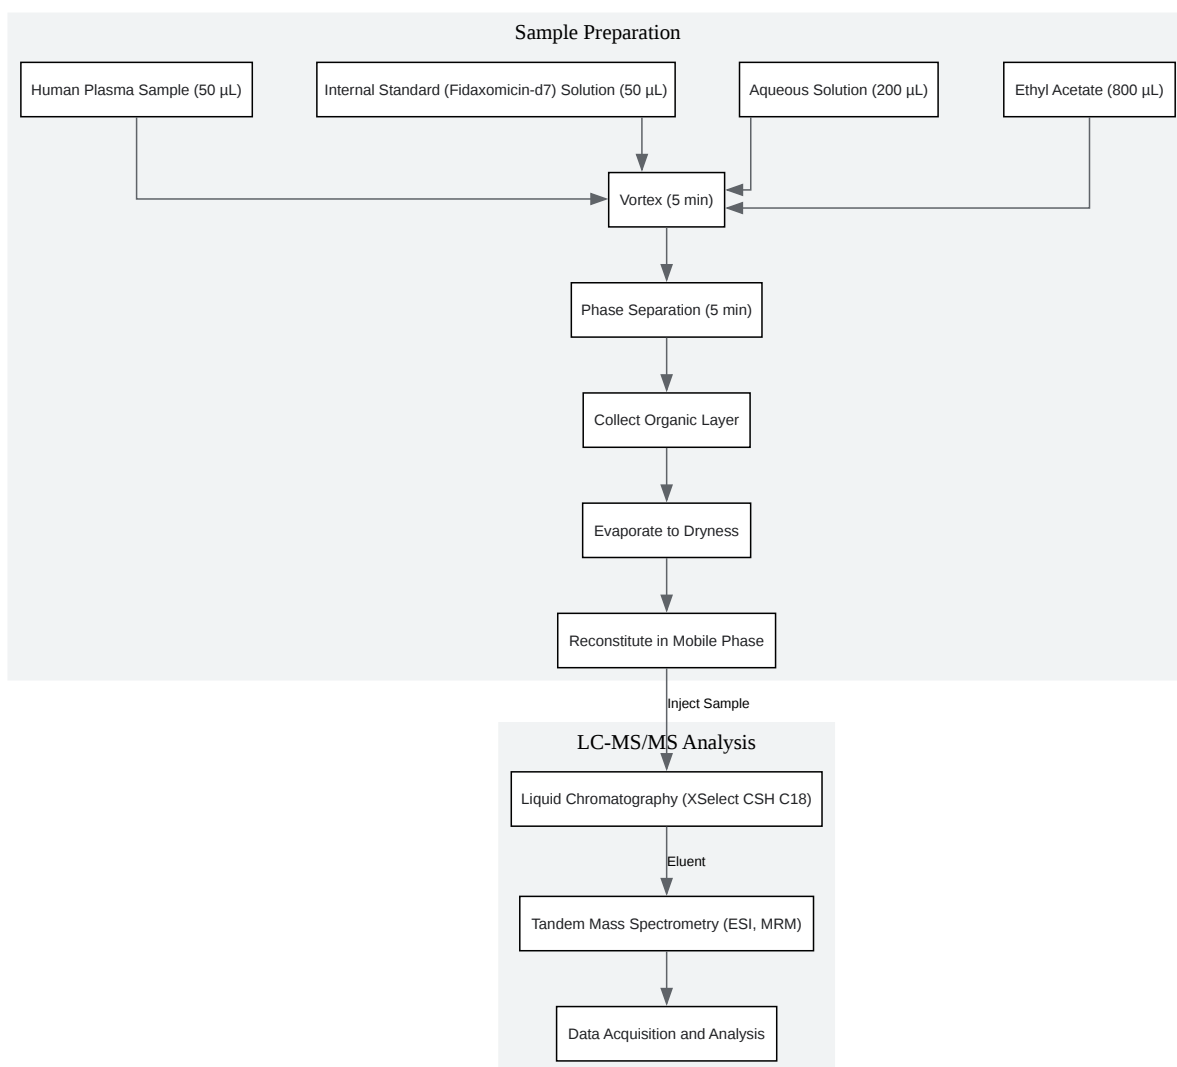 Sample Preparation
Human Plasma Sample (50 µL)
Internal Standard (Fidaxomicin-d7) Solution (50 µL)
Aqueous Solution (200 µL)
Ethyl Acetate (800 µL)
Vortex (5 min)
Phase Separation (5 min)
Collect Organic Layer
Evaporate to Dryness
Reconstitute in Mobile Phase
Inject Sample
LC-MS/MS Analysis
Liquid Chromatography (XSelect CSH C18)
Eluent
Tandem Mass Spectrometry (ESI, MRM)
Data Acquisition and Analysis